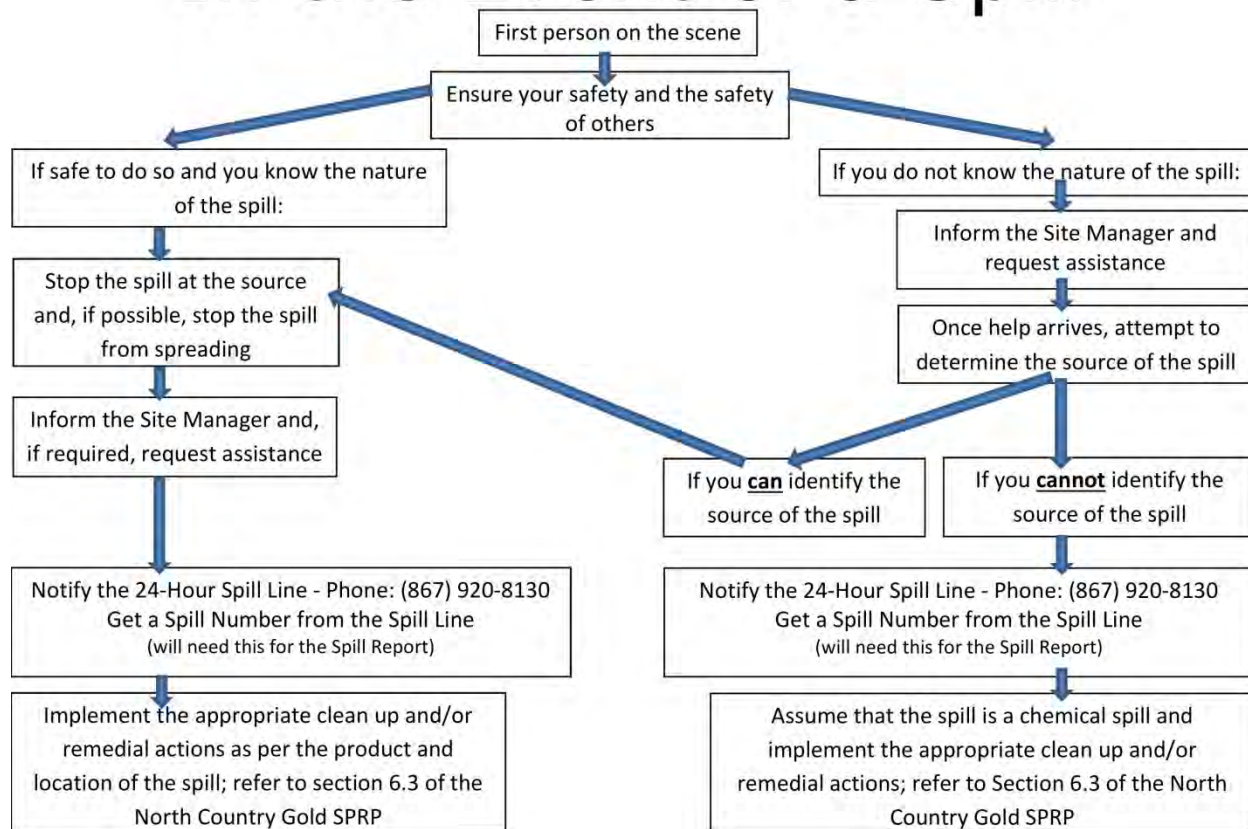 First person on the scene
Ensure your safety and the safety
of others
If safe to do so and you know the nature
of the spill:
Stop the spill at the source
and, if possible, stop the spill
from spreading
Inform the Site Manager and,
if required, request assistance
Notify the 24-Hour Spill Line - Phone: (867) 920-8130
Get a Spill Number from the Spill Line
(will need this for the Spill Report)
Implement the appropriate clean up and/or
remedial actions as per the product and
location of the spill; refer to section 6.3 of the
North Country Gold SPRP
If you do not know the nature of the spill:
Inform the Site Manager and
request assistance
Once help arrives, attempt to
determine the source of the spill
If you can identify the
source of the spill
If you cannot identify the
source of the spill
Notify the 24-Hour Spill Line - Phone: (867) 920-8130
Get a Spill Number from the Spill Line
(will need this for the Spill Report)
Assume that the spill is a chemical spill and
implement the appropriate clean up and/or
remedial actions; refer to Section 6.3 of the North
Country Gold SPRP